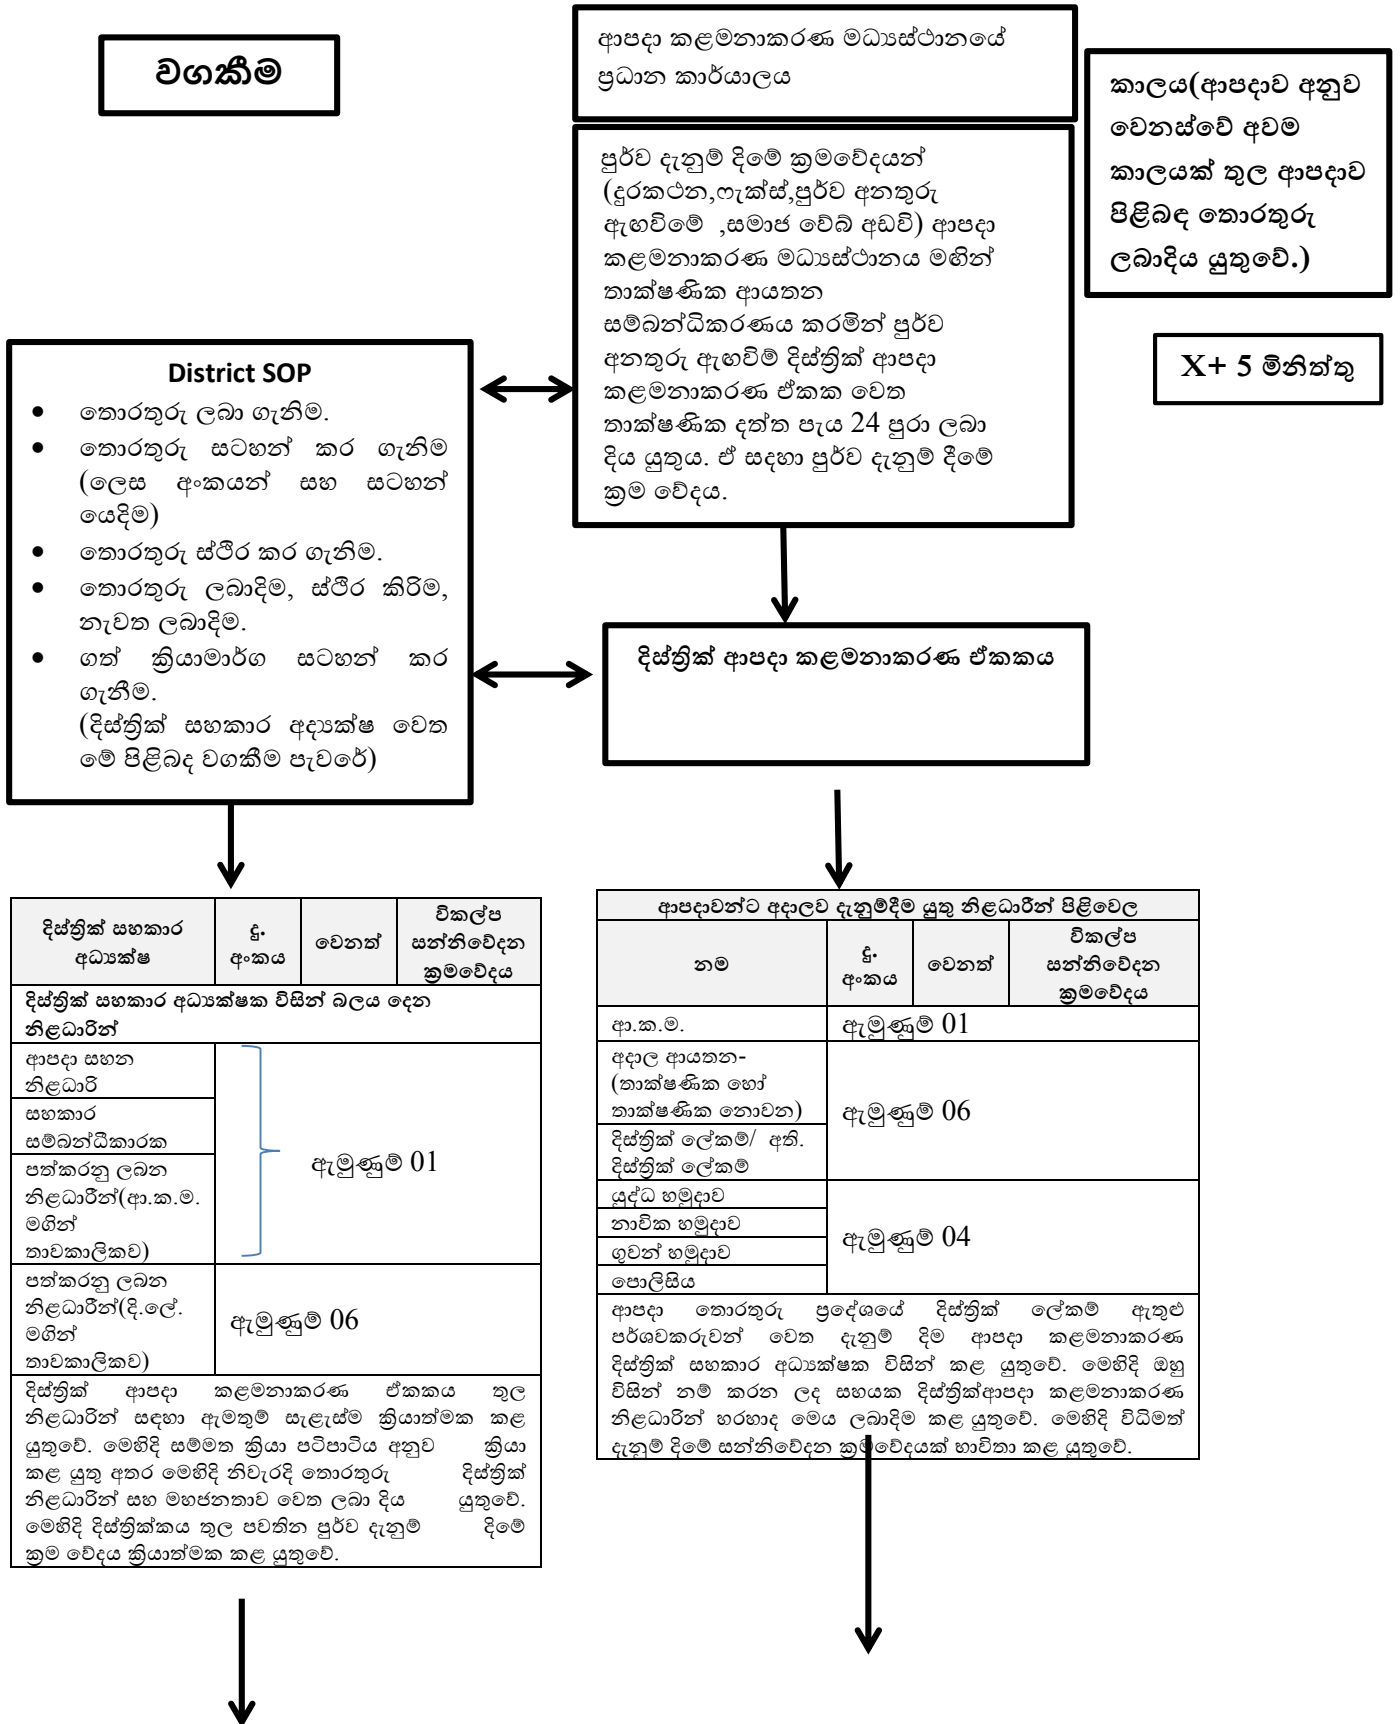 වගකීම
ආපදා කළමනාකරණ මධ්‍යස්ථානයේ
ප්‍රධාන කාර්යාලය
කාලය(ආපදාව අනුව
වෙනස්වේ අවම
කාලයක් තුල ආපදාව
පිළිබඳ තොරතුරු
ලබාදිය යුතුවේ.)
පුර්ව දැනුම් දිමේ ක්‍රමවේදයන්
(දුරකථන,ෆැක්ස්,පුර්ව අනතුරු
ඇඟවිමේ ,සමාජ වේබ් අඩවි) ආපදා
කළමනාකරණ මධ්‍යස්ථානය මඟින්
තාක්ෂණික ආයතන
සම්බන්ධිකරණය කරමින් පුර්ව
අනතුරු ඇඟවිම් දිස්ත්‍රික් ආපදා
කළමනාකරණ ඒකක වෙත
තාක්ෂණික දත්ත පැය 24 පුරා ලබා
දිය යුතුය. ඒ සදහා පුර්ව දැනුම් දීමේ
ක්‍රම වේදය.
X+ 5 මිනිත්තු
District SOP
• තොරතුරු ලබා ගැනිම.
• තොරතුරු සටහන් කර ගැනිම
(ලෙස අංකයන් සහ සටහන්
යෙදිම)
• තොරතුරු ස්ථිර කර ගැනිම.
• තොරතුරු ලබාදිම, ස්ථිර කිරිම,
නැවත ලබාදිම.
• ගත් ක්‍රියාමාර්ග සටහන් කර
ගැනීම.
(දිස්ත්‍රික් සහකාර අද්‍යක්ෂ වෙත
මේ පිළිබද වගකීම පැවරේ)
දිස්ත්‍රික් ආපදා කළමනාකරණ ඒකකය
දිස්ත්‍රික් සහකාර
අධ්‍යක්ෂ
දු.
අංකය
වෙනත්
විකල්ප
සන්නිවේදන
ක්‍රමවේදය
දිස්ත්‍රික් සහකාර අධ්‍යක්ෂක විසින් බලය දෙන
නිළධාරින්
ආපදා සහන
නිළධාරි
සහකාර
සම්බන්ධීකාරක
පත්කරනු ලබන
නිළධාරීන්(ආ.ක.ම.
මගින්
තාවකාලිකව)
ඇමුණුම් 01
පත්කරනු ලබන
නිළධාරීන්(දි.ලේ.
මගින්
තාවකාලිකව)
ඇමුණුම් 06
දිස්ත්‍රික් ආපදා කළමනාකරණ ඒකකය තුල
නිළධාරින් සඳහා ඇමතුම් සැළැස්ම ක්‍රියාත්මක කළ
යුතුවේ. මෙහිදි සම්මත ක්‍රියා පටිපාටිය අනුව ක්‍රියා
කළ යුතු අතර මෙහිදි නිවැරදි තොරතුරු දිස්ත්‍රික්
නිළධාරින් සහ මහජනතාව වෙත ලබා දිය යුතුවේ.
මෙහිදි දිස්ත්‍රික්කය තුල පවතින පුර්ව දැනුම් දිමේ
ක්‍රම වේදය ක්‍රියාත්මක කළ යුතුවේ.
ආපදාවන්ට අදාලව දැනුම්දීම යුතු නිළධාරීන් පිළිවෙල
නම
දු.
අංකය
වෙනත්
විකල්ප
සන්නිවේදන
ක්‍රමවේදය
ආ.ක.ම.
ඇමුණුම් 01
අදාල ආයතන-
(තාක්ෂණික හෝ
තාක්ෂණික නොවන)
දිස්ත්‍රික් ලේකම්/ අති.
දිස්ත්‍රික් ලේකම්
ඇමුණුම් 06
යුද්ධ හමුදාව
නාවික හමුදාව
ගුවන් හමුදාව
පොලිසිය
ඇමුණුම් 04
ආපදා තොරතුරු ප්‍රදේශයේ දිස්ත්‍රික් ලේකම් ඇතුළු
පර්ශවකරුවන් වෙත දැනුම් දිම ආපදා කළමනාකරණ
දිස්ත්‍රික් සහකාර අධ්‍යක්ෂක විසින් කළ යුතුවේ. මෙහිදි ඔහු
විසින් නම් කරන ලද සහයක දිස්ත්‍රික්ආපදා කළමනාකරණ
නිළධාරින් හරහාද මෙය ලබාදිම කළ යුතුවේ. මෙහිදි විධිමත්
දැනුම් දිමේ සන්නිවේදන ක්‍රමවේදයක් භාවිතා කළ යුතුවේ.